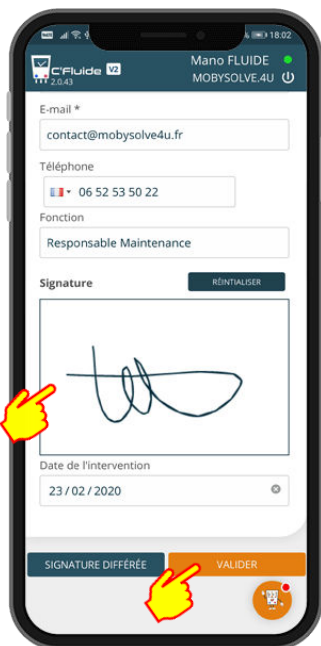 18:02
C'Fluide V2
2.0.43
Mano FLUIDE
MOBYSOLVE.4U
E-mail *
contact@mobysolve4u.fr
Téléphone
06 52 53 50 22
Fonction
Responsable Maintenance
Signature
RÉINTIALISER
Date de l'intervention
23 / 02 / 2020
SIGNATURE DIFFÉRÉE
VALIDER